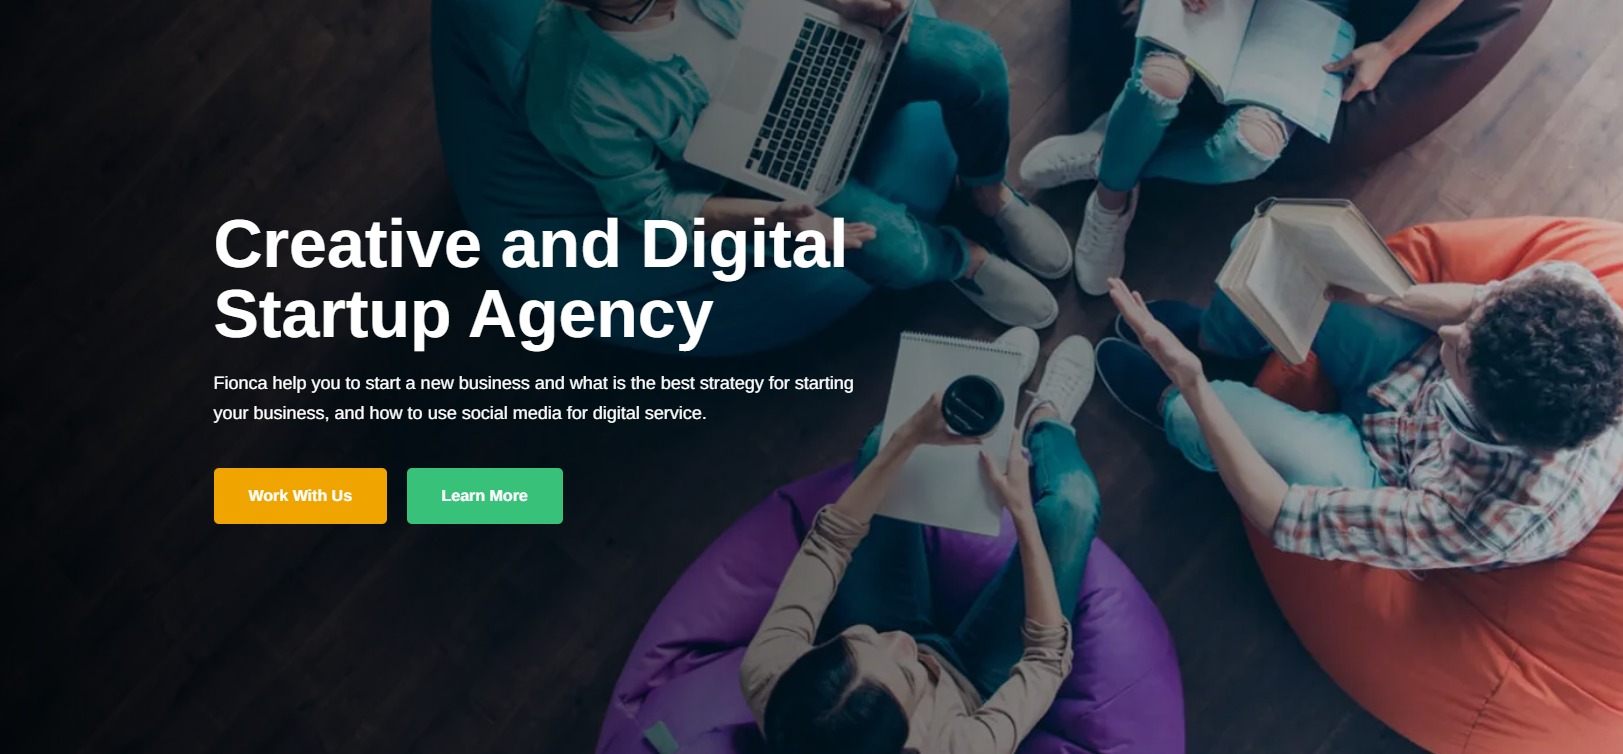 Creative and Digital
Startup Agency
Fionca help you to start a new business and what is the best strategy for starting
your business, and how to use social media for digital service.
Work With Us
Learn More